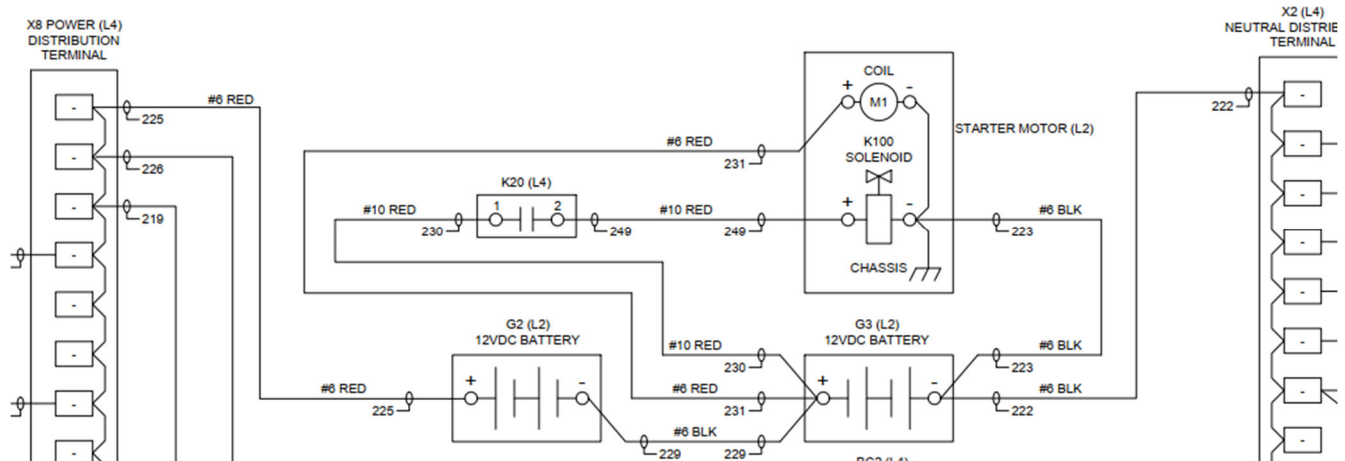 X8 POWER (L4)
DISTRIBUTION
TERMINAL
#6 RED
225
226
219
-
-
-
-
-
-
-
-
#6 RED
231
K20 (L4)
1
2
#10 RED
230
249
#10 RED
249
COIL
+
M1
-
STARTER MOTOR (L2)
K100
SOLENOID
+
-
CHASSIS
#6 BLK
223
X2 (L4)
NEUTRAL DISTRIB
TERMINAL
222
-
-
-
-
-
-
-
-
G2 (L2)
12VDC BATTERY
+
-
#6 RED
225
#10 RED
230
#6 RED
231
#6 BLK
229
229
G3 (L2)
12VDC BATTERY
+
-
#6 BLK
223
#6 BLK
222